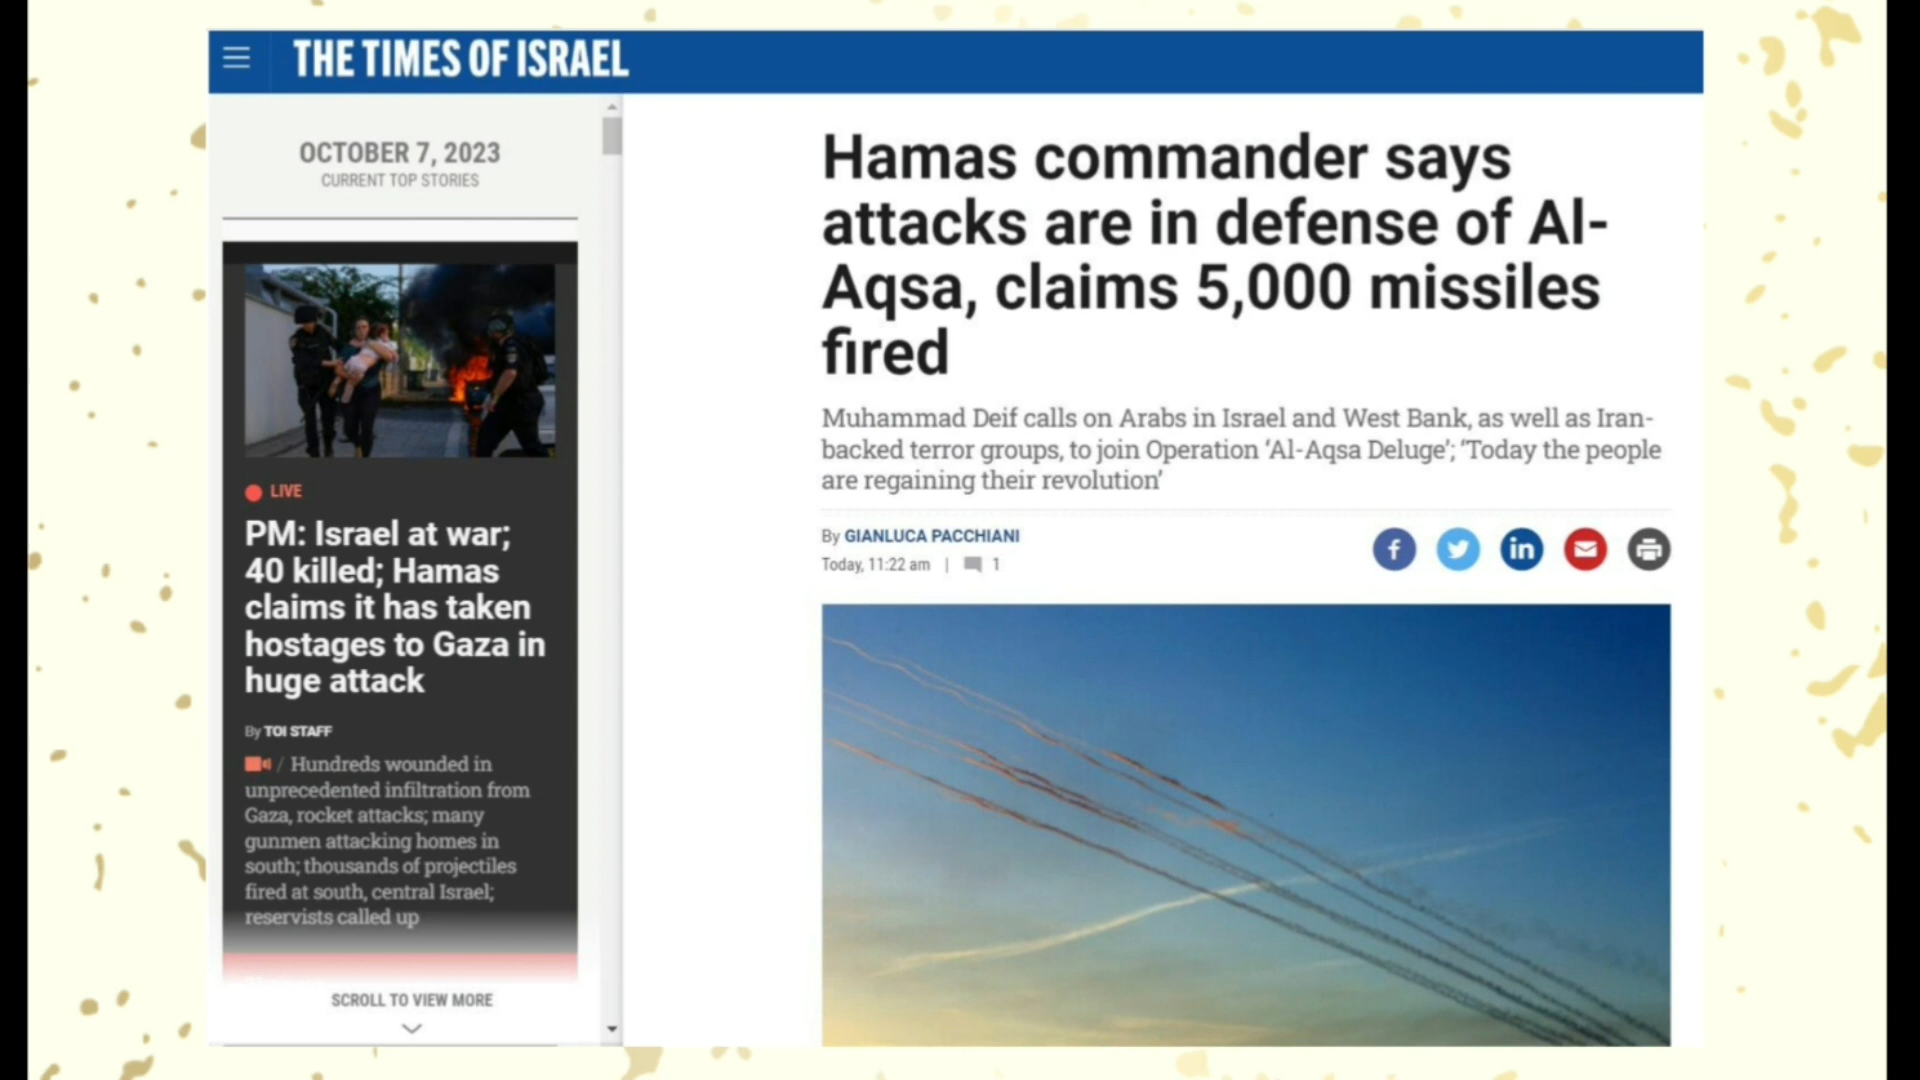 THE TIMES OF ISRAEL
OCTOBER 7, 2023
CURRENT TOP STORIES
LIVE
PM: Israel at war;
40 killed; Hamas
claims it has taken
hostages to Gaza in
huge attack
By TOI STAFF
/ Hundreds wounded in
unprecedented infiltration from
Gaza, rocket attacks; many
gunmen attacking homes in
south; thousands of projectiles
fired at south, central Israel;
reservists called up
SCROLL TO VIEW MORE
Hamas commander says
attacks are in defense of Al-
Aqsa, claims 5,000 missiles
fired
Muhammad Deif calls on Arabs in Israel and West Bank, as well as Iran-
backed terror groups, to join Operation ‘Al-Aqsa Deluge’; ‘Today the people
are regaining their revolution’
By GIANLUCA PACCHIANI
Today, 11:22 am | 1
f in